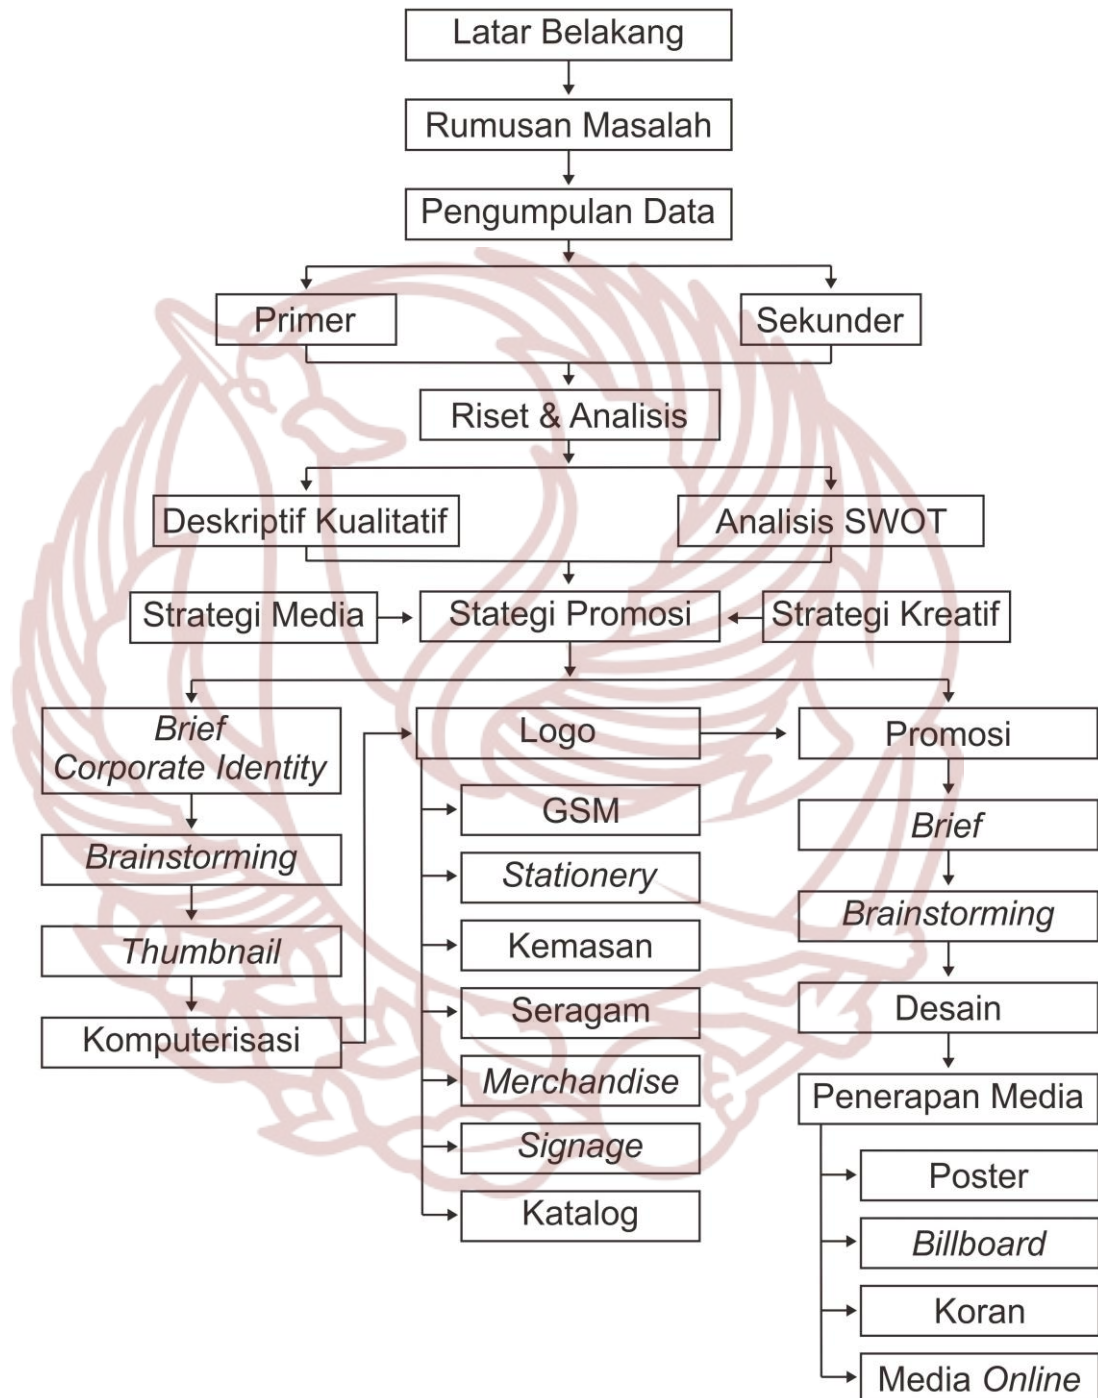 Latar Belakang
Rumusan Masalah
Pengumpulan Data
Primer
Sekunder
Riset & Analisis
Deskriptif Kualitatif
Analisis SWOT
Strategi Media
Stategi Promosi
Strategi Kreatif
Brief
Corporate Identity
Brainstorming
Thumbnail
Komputerisasi
Logo
GSM
Stationery
Kemasan
Seragam
Merchandise
Signage
Katalog
Promosi
Brief
Brainstorming
Desain
Penerapan Media
Poster
Billboard
Koran
Media Online